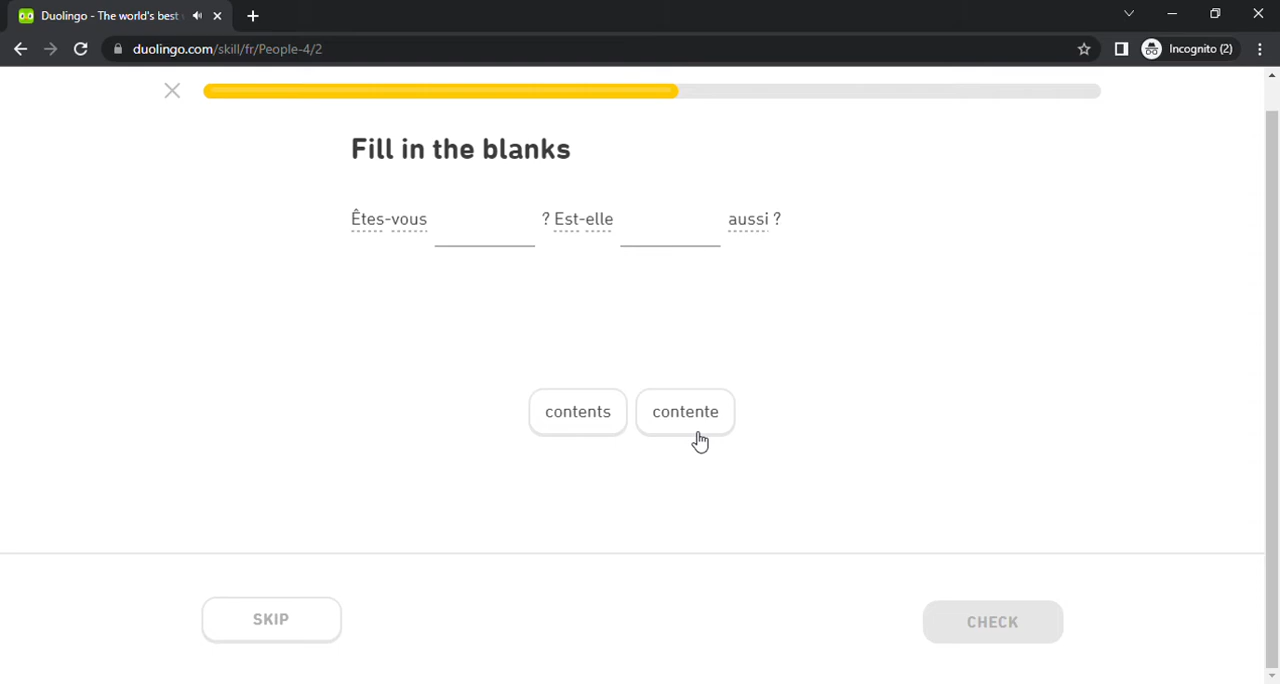 Duolingo - The world's best
duolingo.com/skill/fr/People-4/2
Incognito (2)
Fill in the blanks
Êtes-vous ? Est-elle aussi ?
contents contente
SKIP CHECK